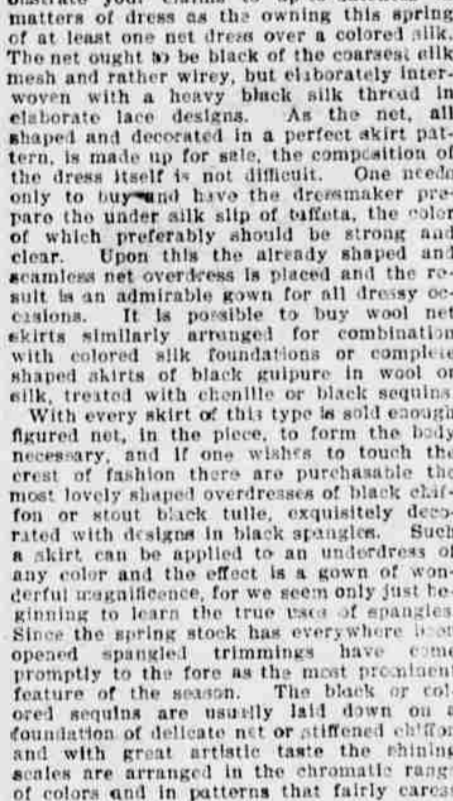 matters of dress as the owning this spring
of at least one net dress over a colored silk.
The net ought to be black of the coarsest silk
mesh and rather wirey, but elaborately inter-
woven with a heavy black silk thread in
elaborate lace designs. As the net, all
shaped and decorated in a perfect skirt pat-
tern, is made up for sale, the composition of
the dress itself is not difficult. One needs
only to buy and have the dressmaker pre-
pare the under silk slip of taffeta, the color
of which preferably should be strong and
clear. Upon this the already shaped and
seamless net overdress is placed and the re-
sult is an admirable gown for all dressy oc-
casions. It is possible to buy wool net
skirts similarly arranged for combination
with colored silk foundations or complete
shaped skirts of black guipure in wool or
silk, treated with chenille or black sequins
With every skirt of this type is sold enough
figured net, in the piece, to form the body
necessary, and if one wishes to touch the
crest of fashion there are purchasable the
most lovely shaped overdresses of black chif-
fon or stout black tulle, exquisitely deco-
rated with designs in black spangles. Such
a skirt can be applied to an underdress of
any color and the effect is a gown of won-
derful magnificence, for we seem only just be-
ginning to learn the true uses of spangles
Since the spring stock has everywhere been
opened spangled trimmings have come
promptly to the fore as the most prominent
feature of the season. The black or col-
ored sequins are usually laid down on a
foundation of delicate net or stiffened chiffon
and with great artistic taste the shining
scales are arranged in the chromatic range
of colors and in patterns that fairly caress